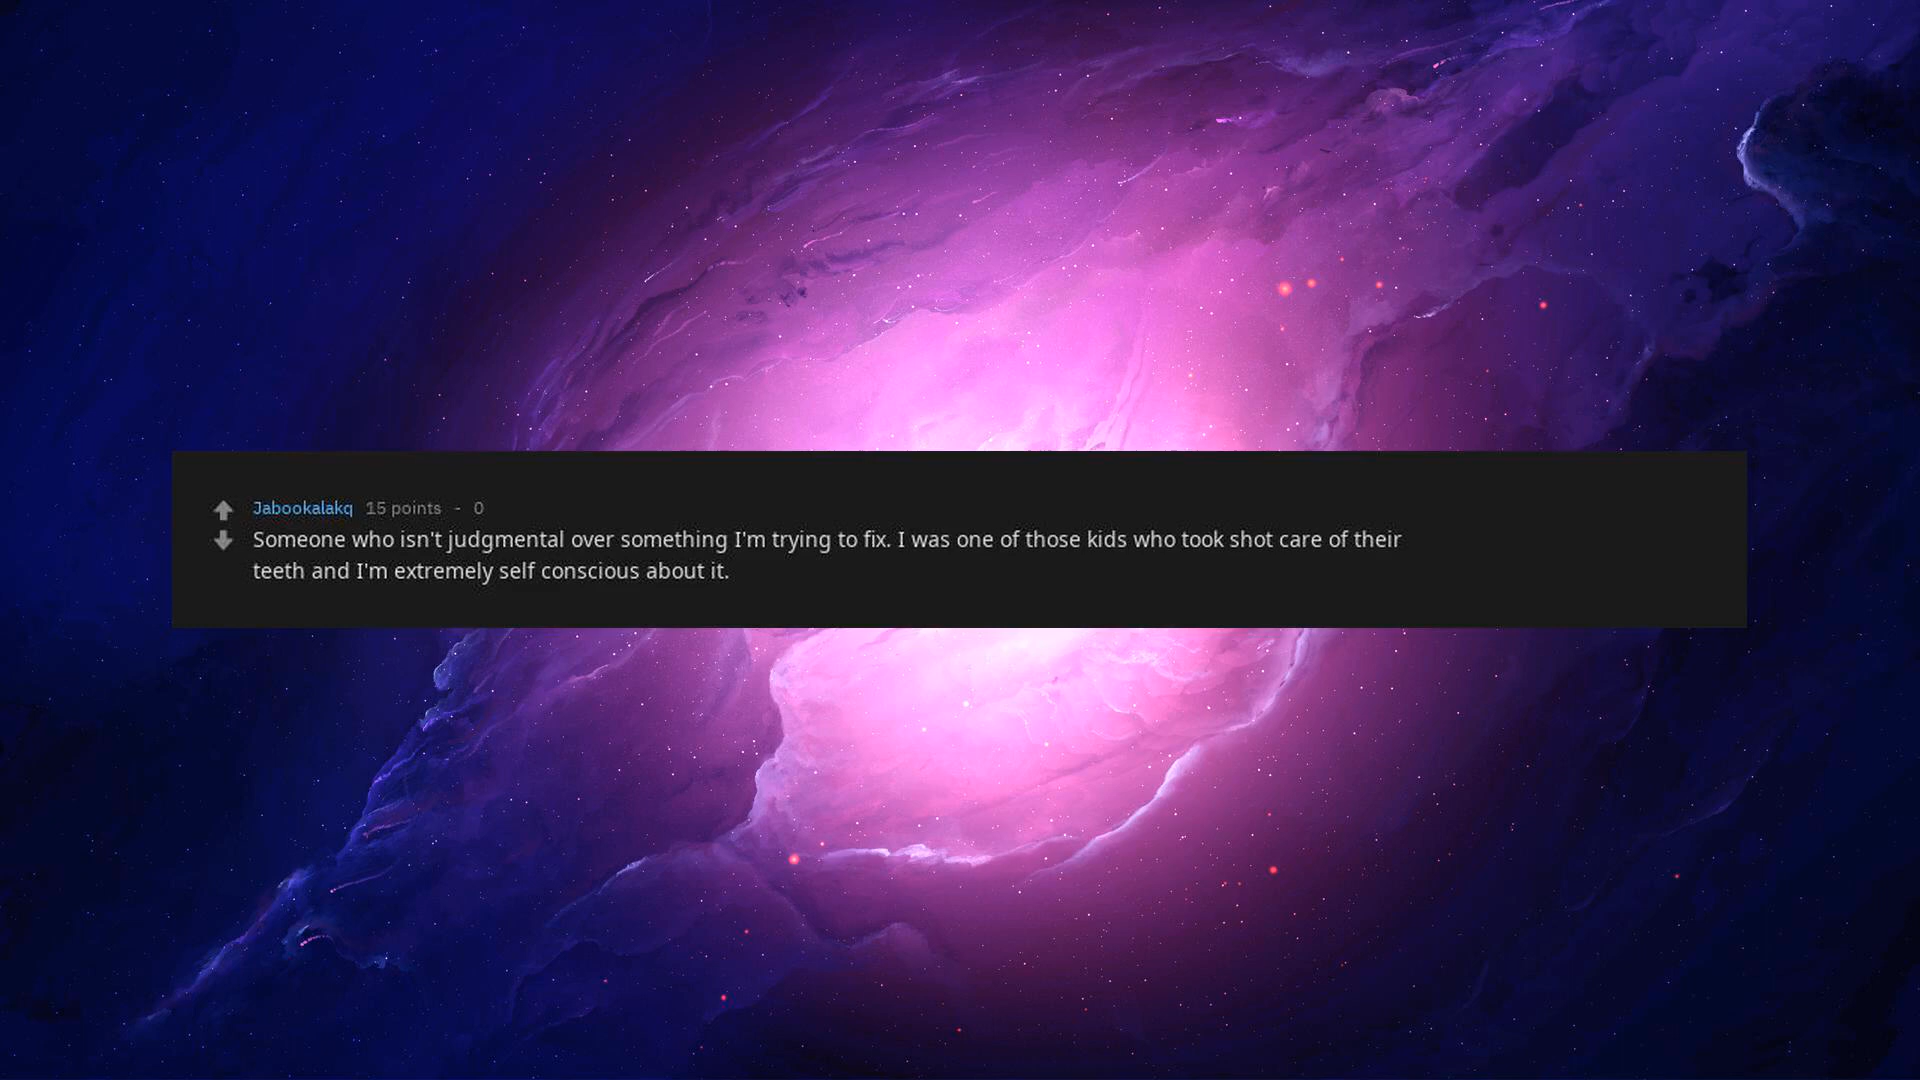 Jabookalakq 15 points - 0
Someone who isn't judgmental over something I'm trying to fix. I was one of those kids who took shot care of their
teeth and I'm extremely self conscious about it.